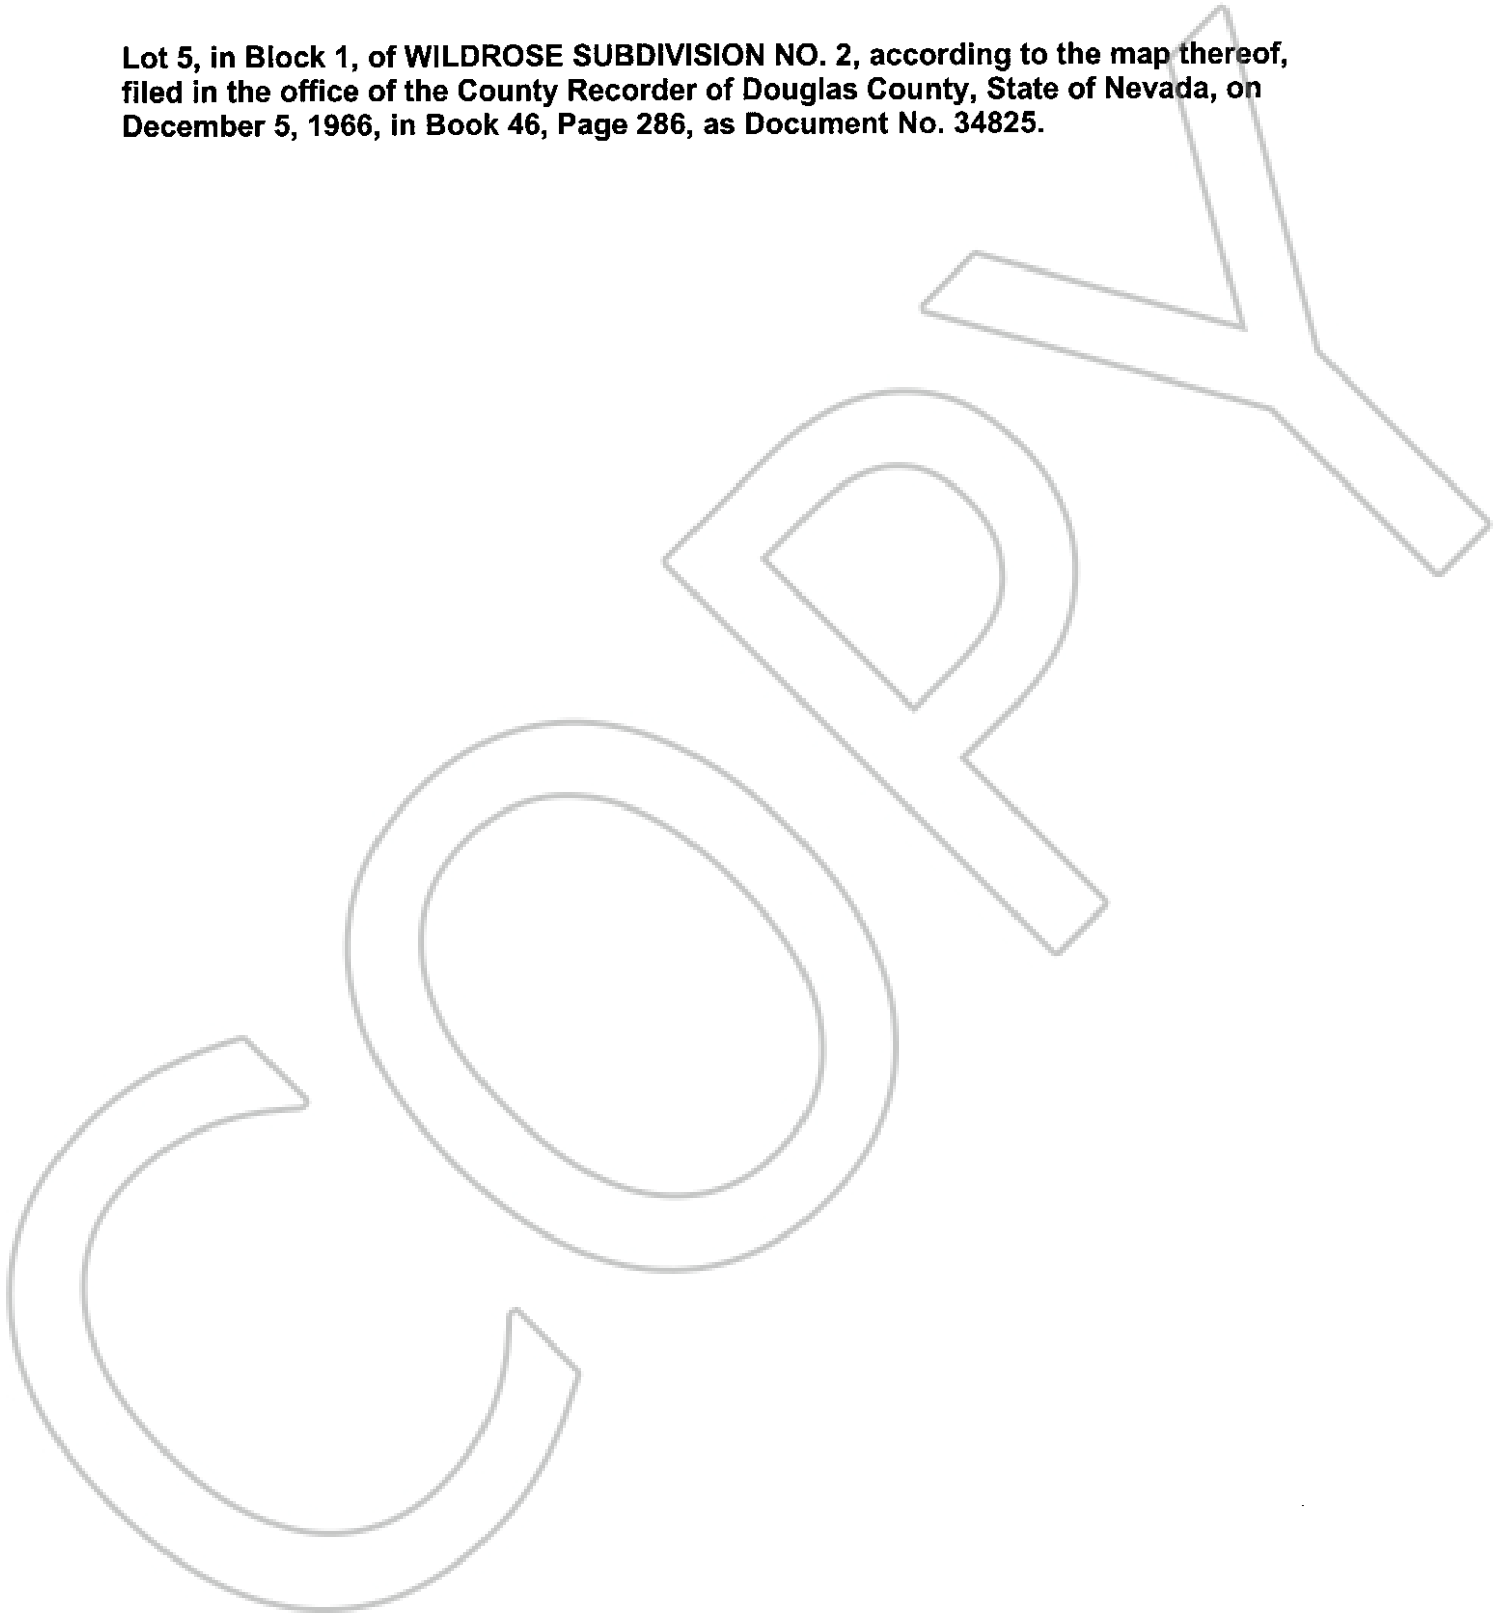 Lot 5, in Block 1, of WILDROSE SUBDIVISION NO. 2, according to the map thereof,
filed in the office of the County Recorder of Douglas County, State of Nevada, on
December 5, 1966, in Book 46, Page 286, as Document No. 34825.
COPY